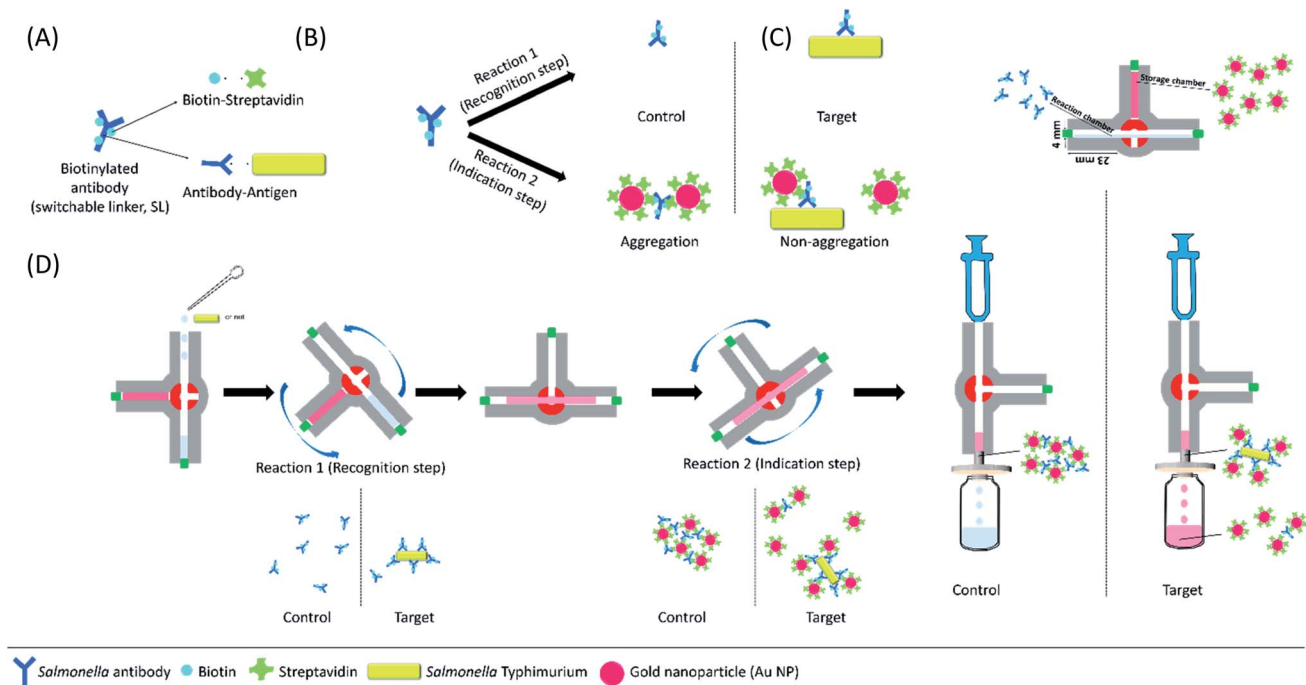 (A)
Biotin-Streptavidin
Biotinylated
antibody
(switchable linker, SL)
Antibody-Antigen
(B)
Reaction 1
(Recognition step)
Reaction 2
(Indication step)
Control
Target
Aggregation
Non-aggregation
(C)
Storage chamber
Reaction chamber
4 mm
23 mm
(D)
or not
Reaction 1 (Recognition step)
Control
Target
Reaction 2 (Indication step)
Control
Target
Control
Target
Salmonella antibody
Biotin
Streptavidin
Salmonella Typhimurium
Gold nanoparticle (Au NP)